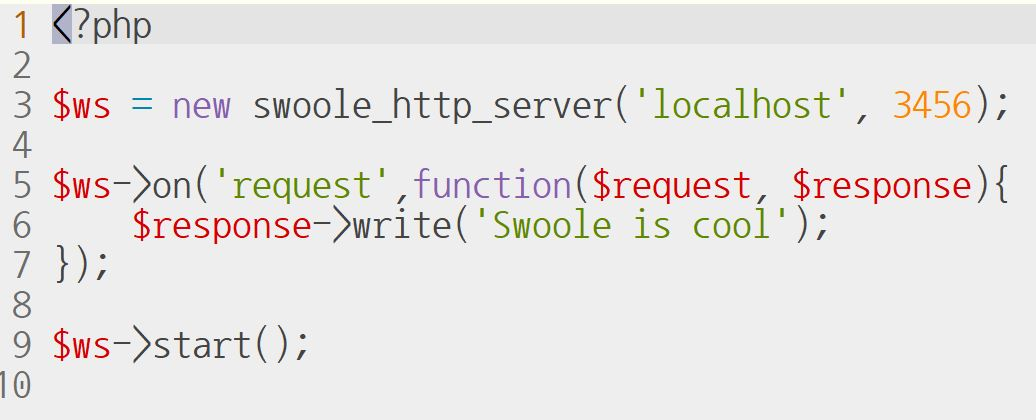 1 <?php
2
3 $ws = new swoole_http_server('localhost', 3456);
4
5 $ws->on('request',function($request, $response){
6     $response->write('Swoole is cool');
7 });
8
9 $ws->start();
10